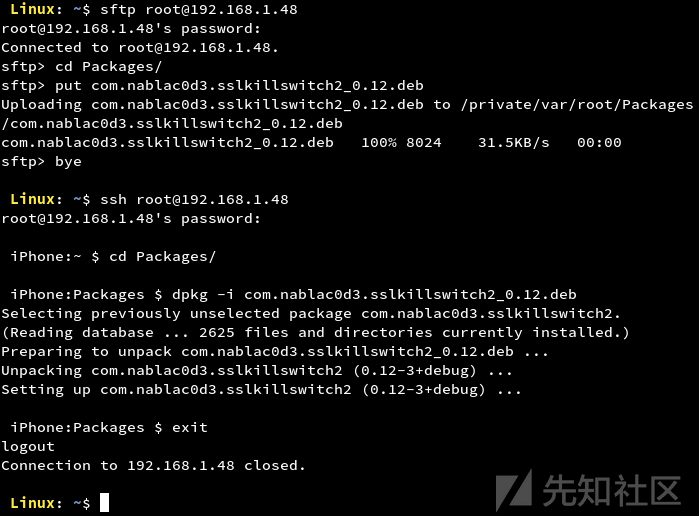 Linux: ~$ sftp root@192.168.1.48
root@192.168.1.48's password:
Connected to root@192.168.1.48.
sftp> cd Packages/
sftp> put com.nablac0d3.sslkillswitch2_0.12.deb
Uploading com.nablac0d3.sslkillswitch2_0.12.deb to /private/var/root/Packages
/com.nablac0d3.sslkillswitch2_0.12.deb
com.nablac0d3.sslkillswitch2_0.12.deb   100% 8024    31.5KB/s   00:00
sftp> bye
Linux: ~$ ssh root@192.168.1.48
root@192.168.1.48's password:
iPhone:~ $ cd Packages/
iPhone:Packages $ dpkg -i com.nablac0d3.sslkillswitch2_0.12.deb
Selecting previously unselected package com.nablac0d3.sslkillswitch2.
(Reading database ... 2625 files and directories currently installed.)
Preparing to unpack com.nablac0d3.sslkillswitch2_0.12.deb ...
Unpacking com.nablac0d3.sslkillswitch2 (0.12-3+debug) ...
Setting up com.nablac0d3.sslkillswitch2 (0.12-3+debug) ...
iPhone:Packages $ exit
logout
Connection to 192.168.1.48 closed.
Linux: ~$
先知社区